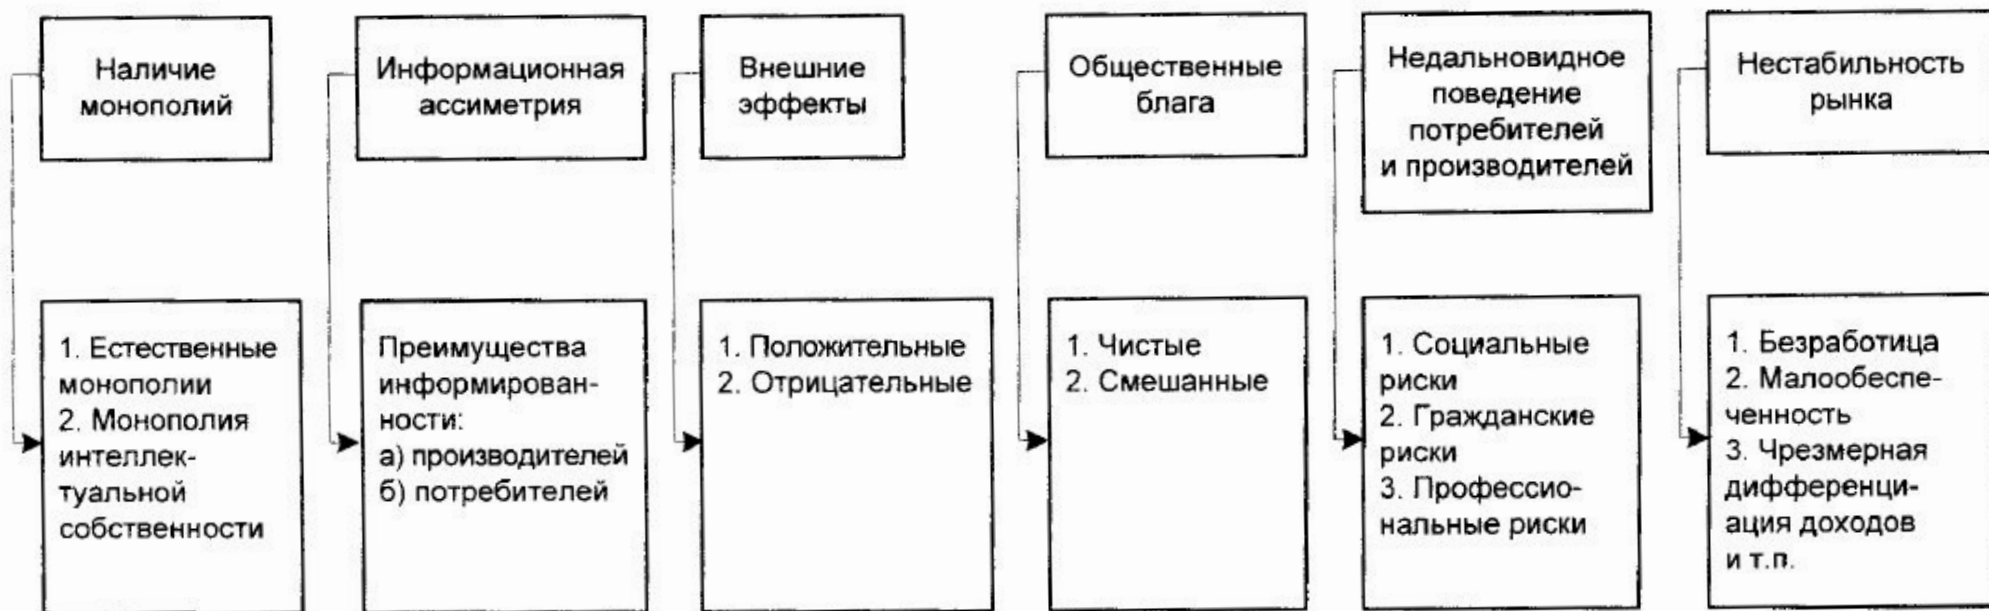 Наличие
монополий
Информационная
ассиметрия
Внешние
эффекты
Общественные
блага
Недальновидное
поведение
потребителей
и производителей
Нестабильность
рынка
1. Естественные
монополии
2. Монополия
интеллек-
туальной
собственности
Преимущества
информирован-
ности:
а) производителей
б) потребителей
1. Положительные
2. Отрицательные
1. Чистые
2. Смешанные
1. Социальные
риски
2. Гражданские
риски
3. Профессио-
нальные риски
1. Безработица
2. Малообеспе-
ченность
3. Чрезмерная
дифференци-
ация доходов
и т.п.